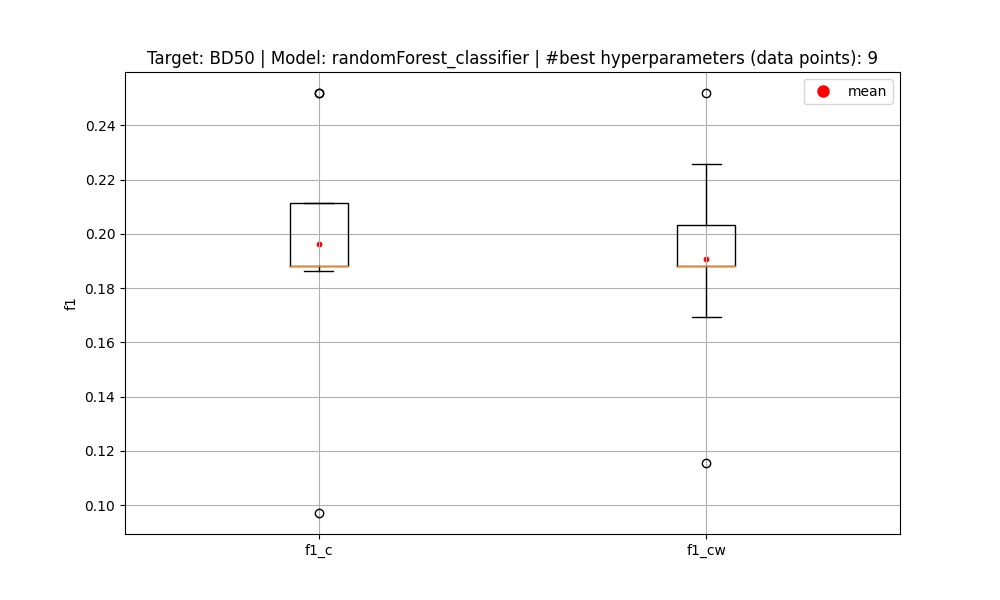 Target: BD50 | Model: randomForest_classifier | #best hyperparameters (data points): 9
mean
0.24
0.22
0.20
0.18
0.16
0.14
0.12
0.10
f1
f1_c
f1_cw